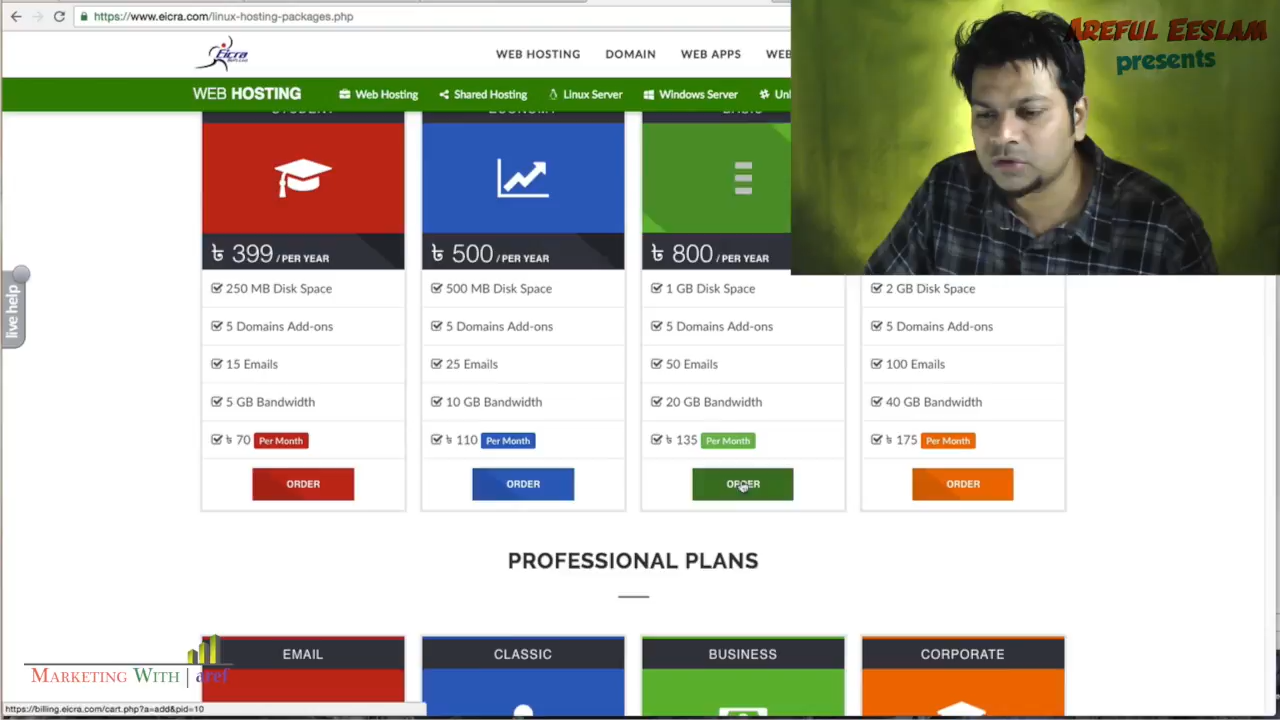 https://www.eicra.com/linux-hosting-packages.php
AREFUL EESLAM
presents
Eicra
WEB HOSTING
DOMAIN
WEB APPS
WEB HOSTING
Web Hosting
Shared Hosting
Linux Server
Windows Server
STUDENT
ECONOMY
BASIC
৳ 399 / PER YEAR
৳ 500 / PER YEAR
৳ 800 / PER YEAR
250 MB Disk Space
500 MB Disk Space
1 GB Disk Space
2 GB Disk Space
5 Domains Add-ons
5 Domains Add-ons
5 Domains Add-ons
5 Domains Add-ons
15 Emails
25 Emails
50 Emails
100 Emails
5 GB Bandwidth
10 GB Bandwidth
20 GB Bandwidth
40 GB Bandwidth
৳ 70 Per Month
৳ 110 Per Month
৳ 135 Per Month
৳ 175 Per Month
ORDER
ORDER
ORDER
ORDER
live help
PROFESSIONAL PLANS
EMAIL
CLASSIC
BUSINESS
CORPORATE
MARKETING WITH | aref
https://billing.eicra.com/cart.php?a=add&pid=10